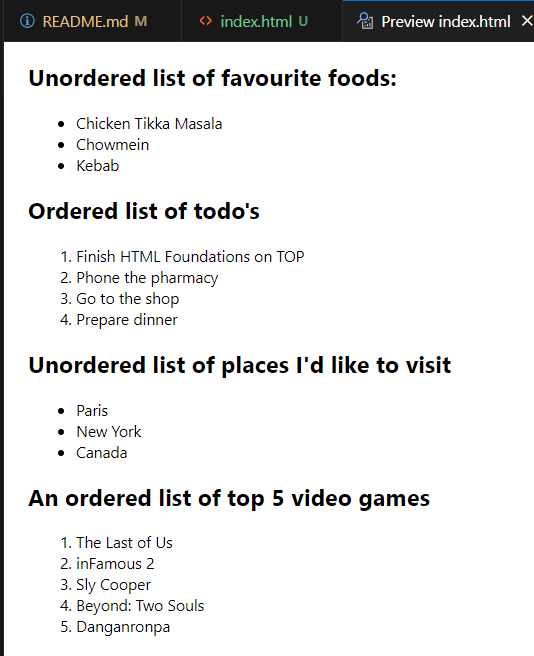 README.md M index.html U Preview index.html
Unordered list of favourite foods:
Chicken Tikka Masala
Chowmein
Kebab
Ordered list of todo's
1. Finish HTML Foundations on TOP
2. Phone the pharmacy
3. Go to the shop
4. Prepare dinner
Unordered list of places I'd like to visit
Paris
New York
Canada
An ordered list of top 5 video games
1. The Last of Us
2. inFamous 2
3. Sly Cooper
4. Beyond: Two Souls
5. Danganronpa